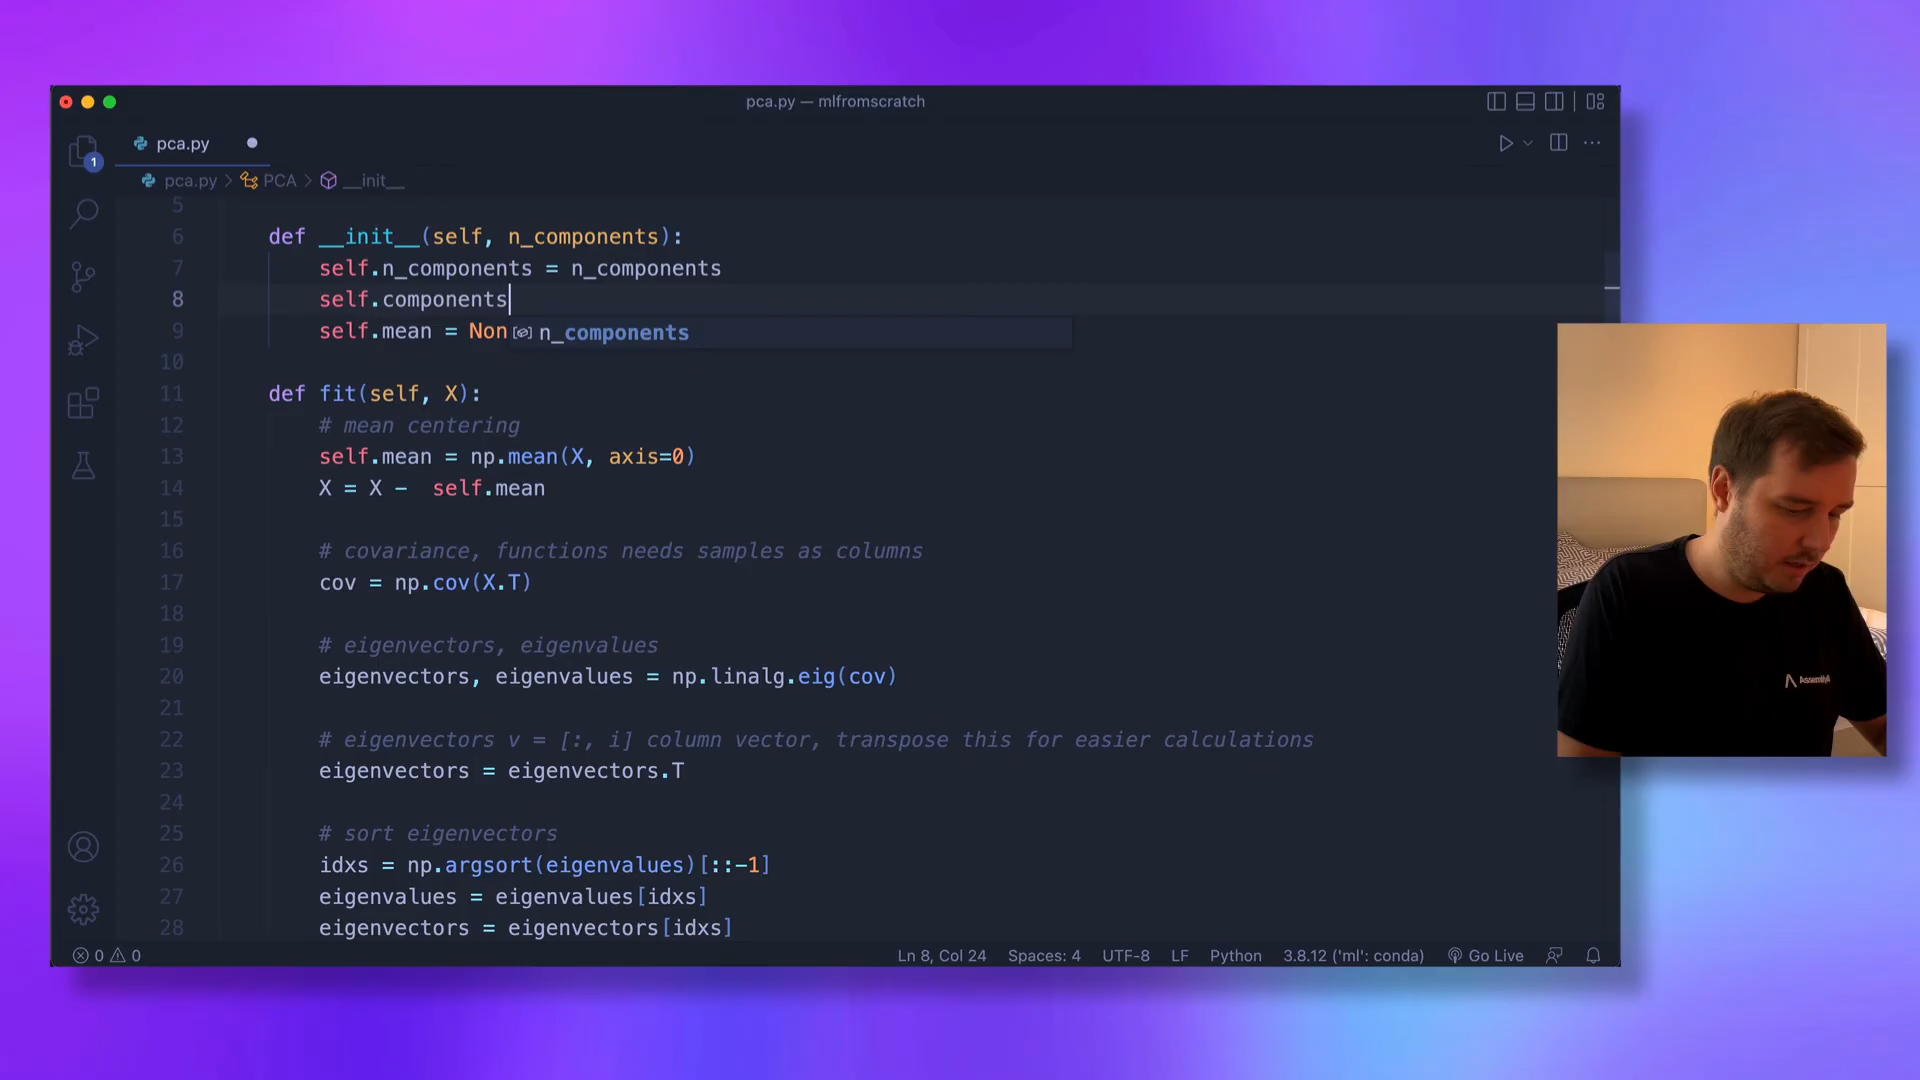 pca.py — mlfromscratch
pca.py
1
pca.py > PCA > __init__
5
6 def __init__(self, n_components):
7 self.n_components = n_components
8 self.components
9 self.mean = Non
n_components
10
11 def fit(self, X):
12 # mean centering
13 self.mean = np.mean(X, axis=0)
14 X = X -  self.mean
15
16 # covariance, functions needs samples as columns
17 cov = np.cov(X.T)
18
19 # eigenvectors, eigenvalues
20 eigenvectors, eigenvalues = np.linalg.eig(cov)
21
22 # eigenvectors v = [:, i] column vector, transpose this for easier calculations
23 eigenvectors = eigenvectors.T
24
25 # sort eigenvectors
26 idxs = np.argsort(eigenvalues)[::-1]
27 eigenvalues = eigenvalues[idxs]
28 eigenvectors = eigenvectors[idxs]
0 0 Ln 8, Col 24 Spaces: 4 UTF-8 LF Python 3.8.12 ('ml': conda) Go Live